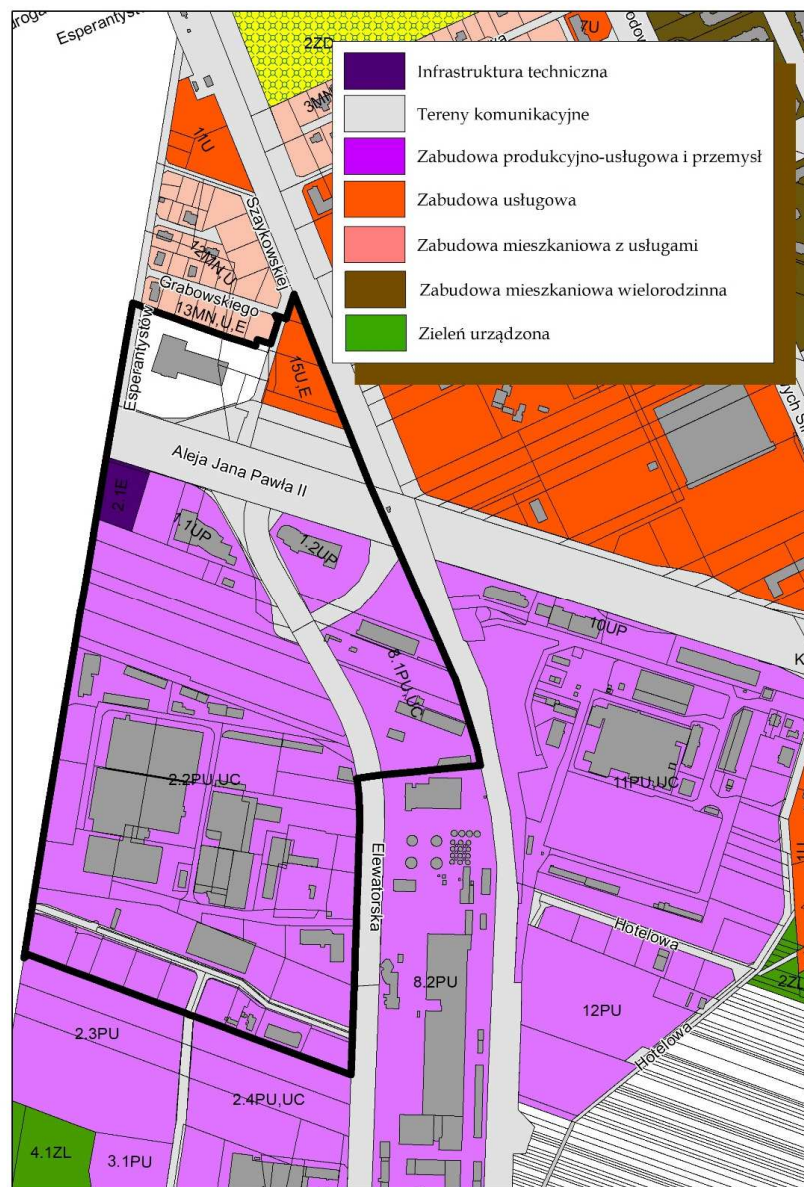 Esperantystó
2ZD
7U
3MN
Infrastruktura techniczna
Tereny komunikacyjne
Zabudowa produkcyjno-usługowa i przemysł
Zabudowa usługowa
Zabudowa mieszkaniowa z usługami
Zabudowa mieszkaniowa wielorodzinna
Zieleń urządzona
11U
Szaykowskiej
12MN,U
Grabowskiego
13MN,U,E
Esperantystów
15U,E
Aleja Jana Pawła II
2.1E
1.1UP
1.2UP
10UP
8.1PU,UC
K
2.2PU,UC
11PU,UC
Elewatorska
Hotelowa
8.2PU
12PU
2ZL
Hotelowa
2.3PU
2.4PU,UC
4.1ZL
3.1PU